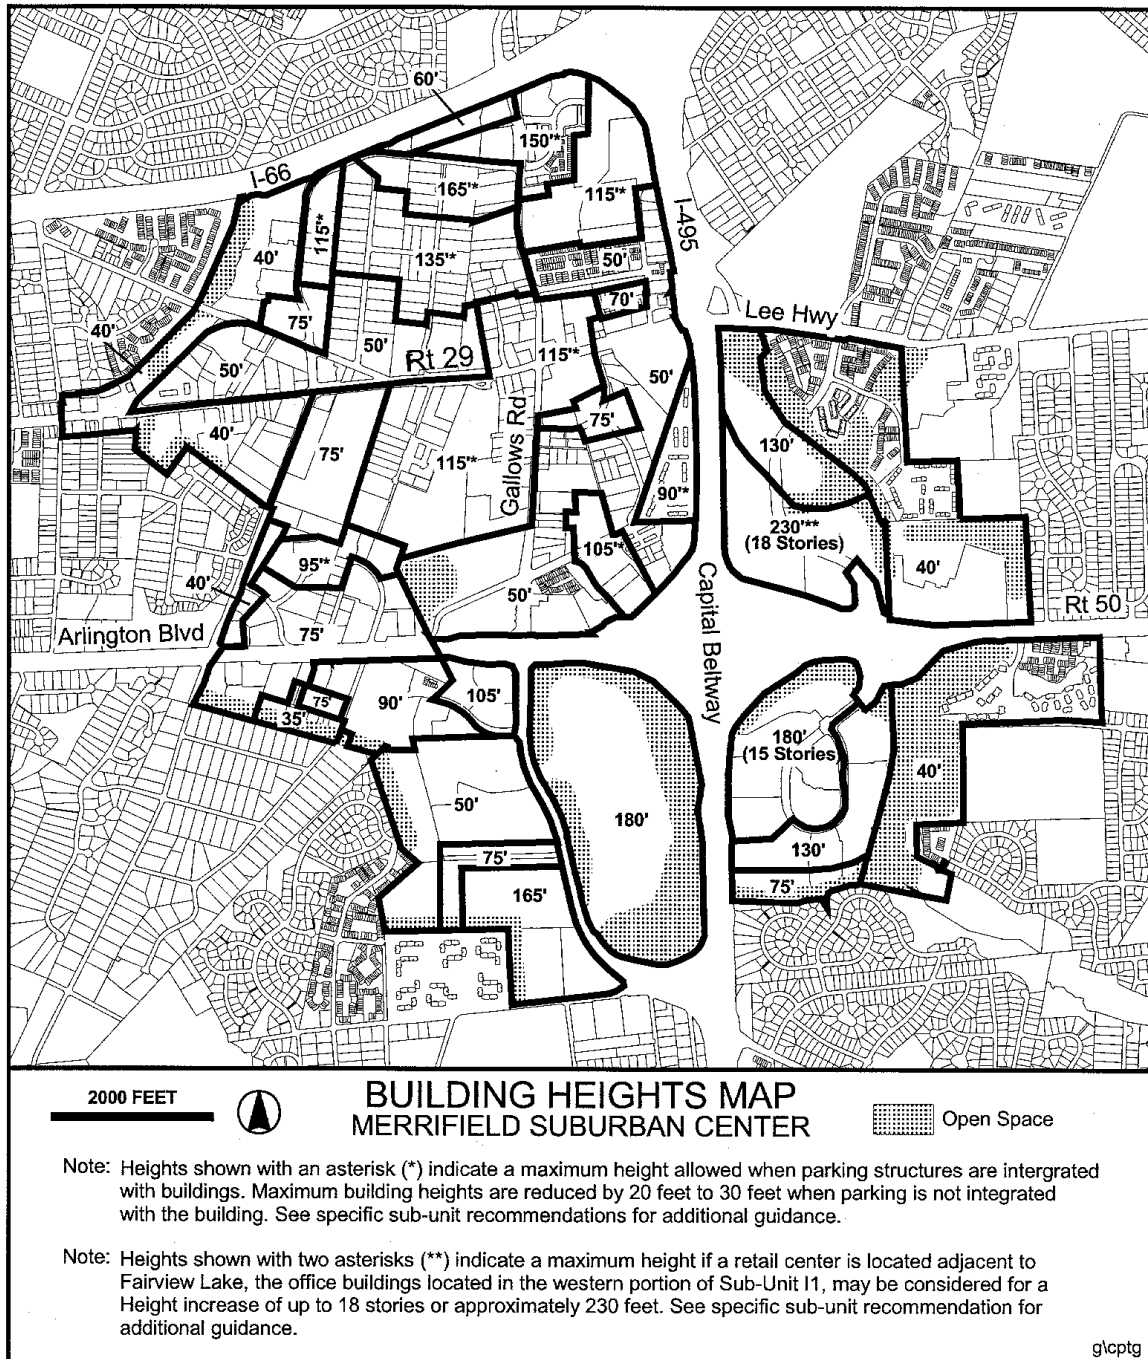 60'
150'*
I-66
165'*
115'*
I-495
115'*
40'
135'*
50'
70'
Lee Hwy
75'
40'
50'
50'
Rt 29
115'*
50'
Gallows Rd
75'
40'
75'
115'*
130'
90'*
230'**
(18 Stories)
105'*
95'*
40'
40'
50'
Capital Beltway
Rt 50
Arlington Blvd
75'
105'
75'
90'
35'
180'
(15 Stories)
40'
50'
180'
130'
75'
75'
165'
2000 FEET
BUILDING HEIGHTS MAP
MERRIFIELD SUBURBAN CENTER
Open Space
Note: Heights shown with an asterisk (*) indicate a maximum height allowed when parking structures are intergrated
with buildings. Maximum building heights are reduced by 20 feet to 30 feet when parking is not integrated
with the building. See specific sub-unit recommendations for additional guidance.
Note: Heights shown with two asterisks (**) indicate a maximum height if a retail center is located adjacent to
Fairview Lake, the office buildings located in the western portion of Sub-Unit I1, may be considered for a
Height increase of up to 18 stories or approximately 230 feet. See specific sub-unit recommendation for
additional guidance.
g\cptg